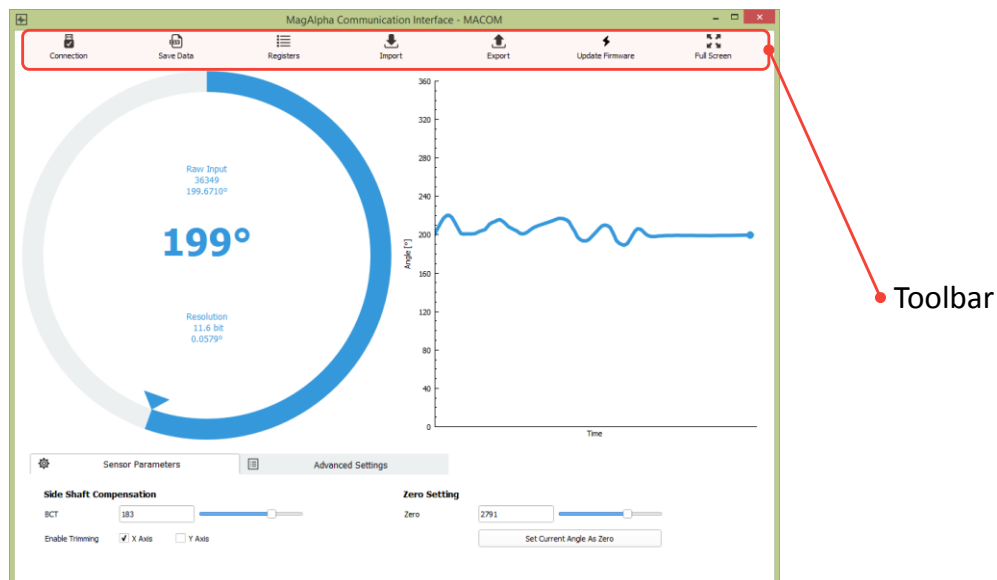 MagAlpha Communication Interface - MACOM
Connection Save Data Registers Import Export Update Firmware Full Screen
Toolbar
Raw Input
36349
199.6710°
199°
Resolution
11.6 bit
0.0579°
360
320
280
240
200
160
120
80
40
0
Angle [°]
Time
Sensor Parameters Advanced Settings
Side Shaft Compensation Zero Setting
BCT 183 Zero 2791
Enable Trimming X Axis Y Axis Set Current Angle As Zero